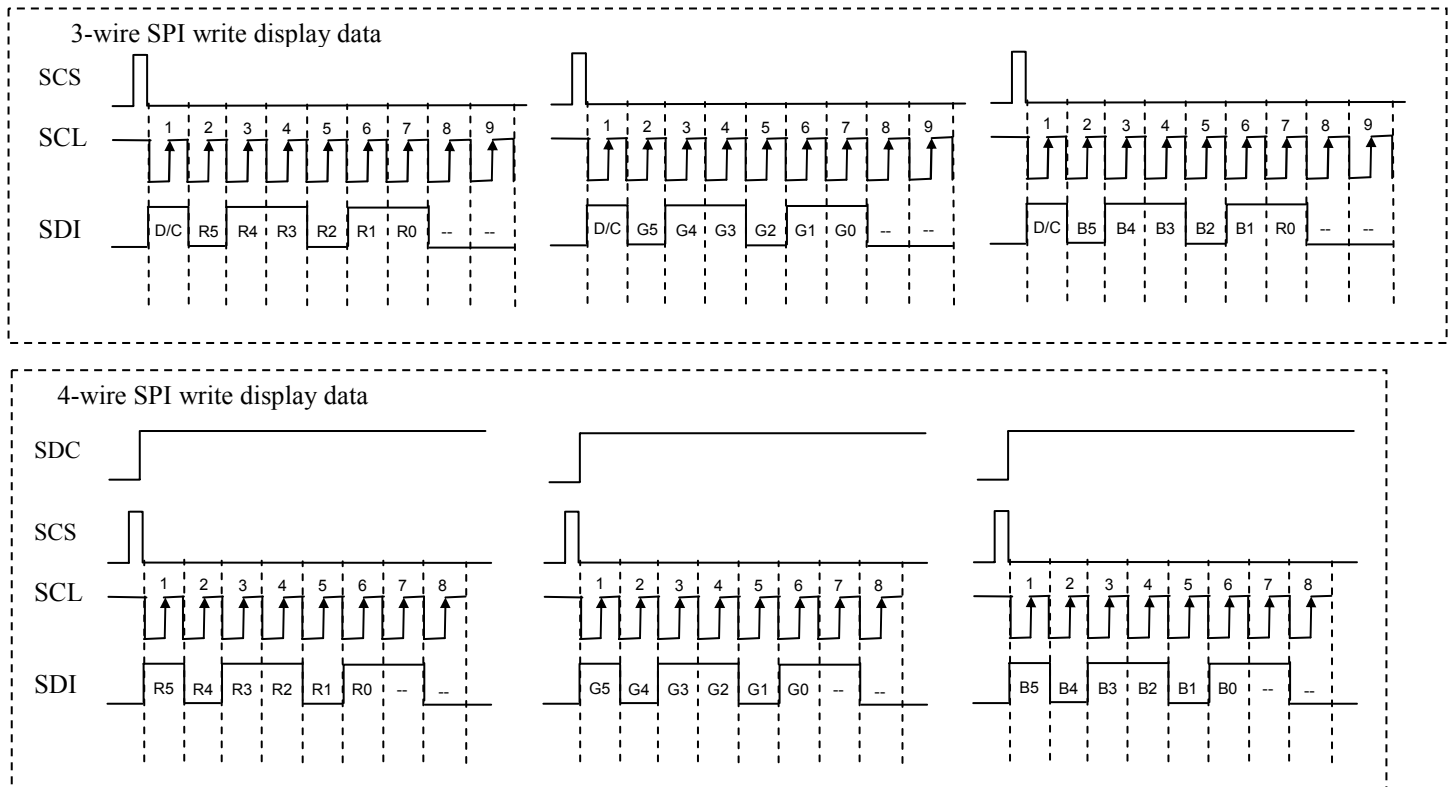 3-wire SPI write display data
SCS
SCL 1 2 3 4 5 6 7 8 9 1 2 3 4 5 6 7 8 9 1 2 3 4 5 6 7 8 9
SDI D/C R5 R4 R3 R2 R1 R0 -- -- D/C G5 G4 G3 G2 G1 G0 -- -- D/C B5 B4 B3 B2 B1 R0 -- --
4-wire SPI write display data
SDC
SCS
SCL 1 2 3 4 5 6 7 8 1 2 3 4 5 6 7 8 1 2 3 4 5 6 7 8
SDI R5 R4 R3 R2 R1 R0 -- -- G5 G4 G3 G2 G1 G0 -- -- B5 B4 B3 B2 B1 B0 -- --